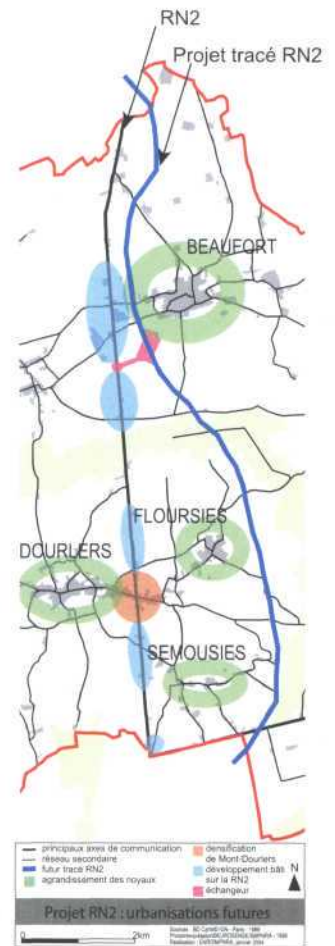 RN2
Projet tracé RN2
BEAUFORT
FLOURSIES
DOURLERS
SEMOUSIES
principaux axes de communication
réseau secondaire
futur tracé RN2
agrandissement des noyaux
densification
de Mont-Dourlers
développement bâti
sur la RN2
échangeur
N
Projet RN2 : urbanisations futures
0 2km